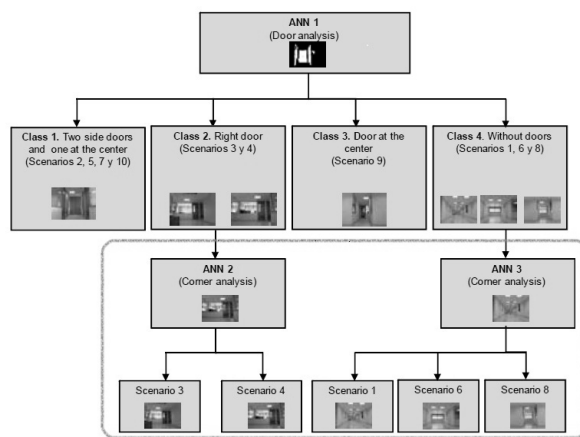 ANN 1
(Door analysis)
Class 1. Two side doors
and one at the center
(Scenarios 2, 5, 7 y 10)
Class 2. Right door
(Scenarios 3 y 4)
Class 3. Door at the
center
(Scenario 9)
Class 4. Without doors
(Scenarios 1, 6 y 8)
ANN 2
(Corner analysis)
ANN 3
(Corner analysis)
Scenario 3
Scenario 4
Scenario 1
Scenario 6
Scenario 8